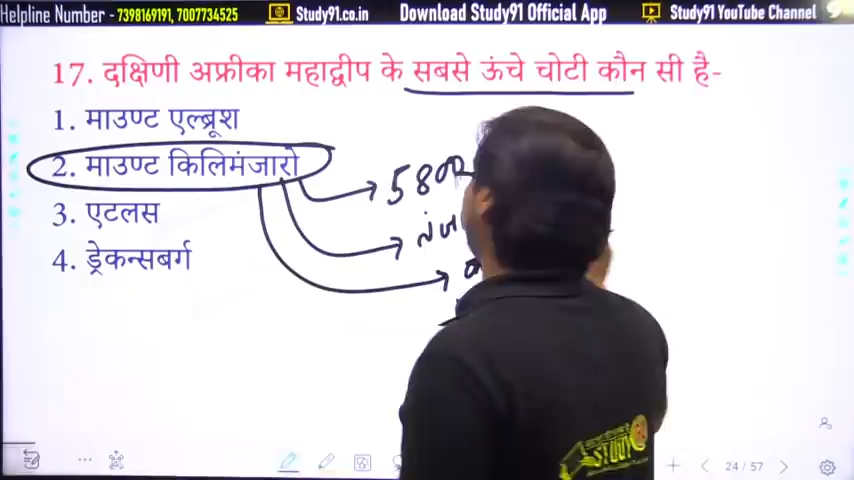 Helpline Number - 7398169191, 7007734525 Study91.co.in Download Study91 Official App Study91 YouTube Channel
17. दक्षिणी अफ्रीका महाद्वीप के सबसे ऊंचे चोटी कौन सी है-
1. माउण्ट एल्ब्रूश
2. माउण्ट किलिमंजारो
3. एटलस
4. ड्रेकन्सबर्ग
STUDY
24 / 57